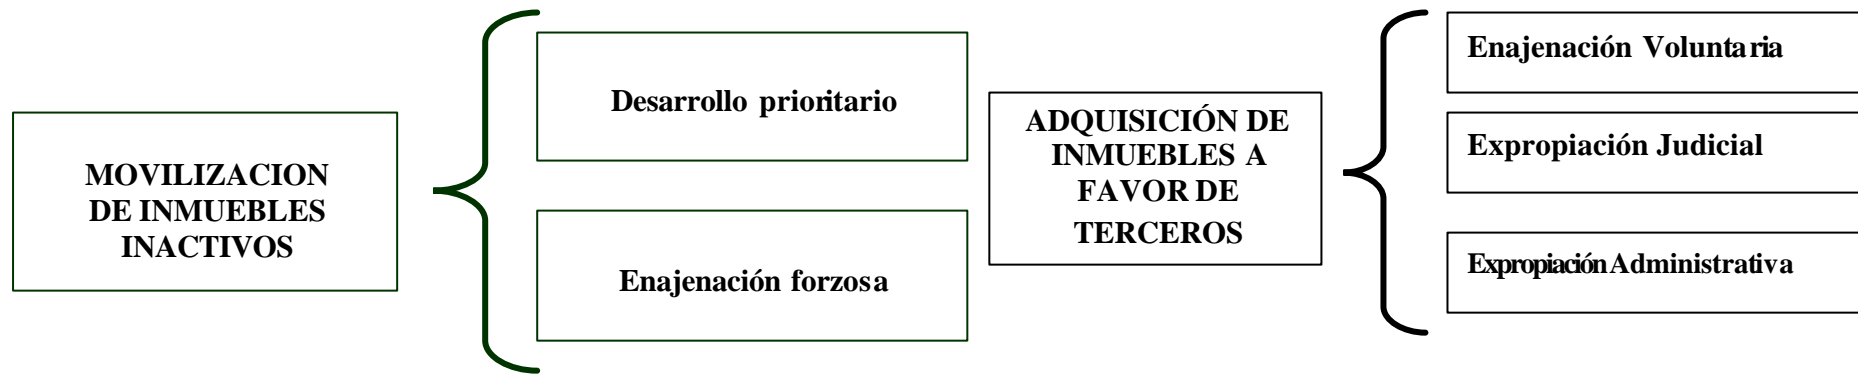 MOVILIZACION
DE INMUEBLES
INACTIVOS
Desarrollo prioritario
Enajenación forzosa
ADQUISICIÓN DE
INMUEBLES A
FAVOR DE
TERCEROS
Enajenación Voluntaria
Expropiación Judicial
Expropiación Administrativa